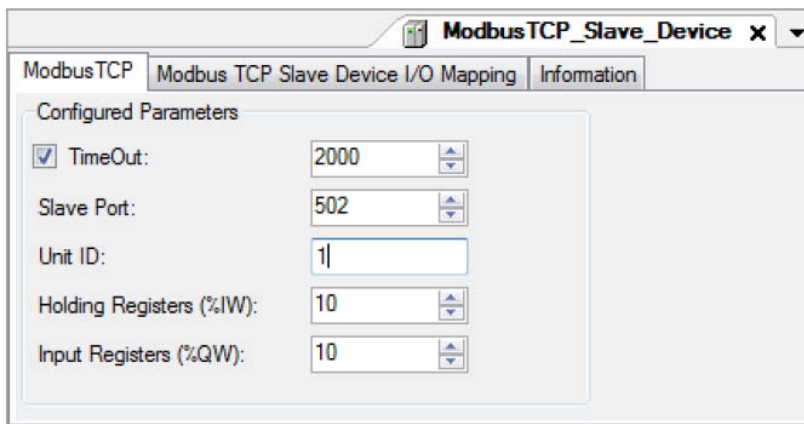 ModbusTCP_Slave_Device
ModbusTCP Modbus TCP Slave Device I/O Mapping Information
Configured Parameters
TimeOut: 2000
Slave Port: 502
Unit ID: 1
Holding Registers (%IW): 10
Input Registers (%QW): 10